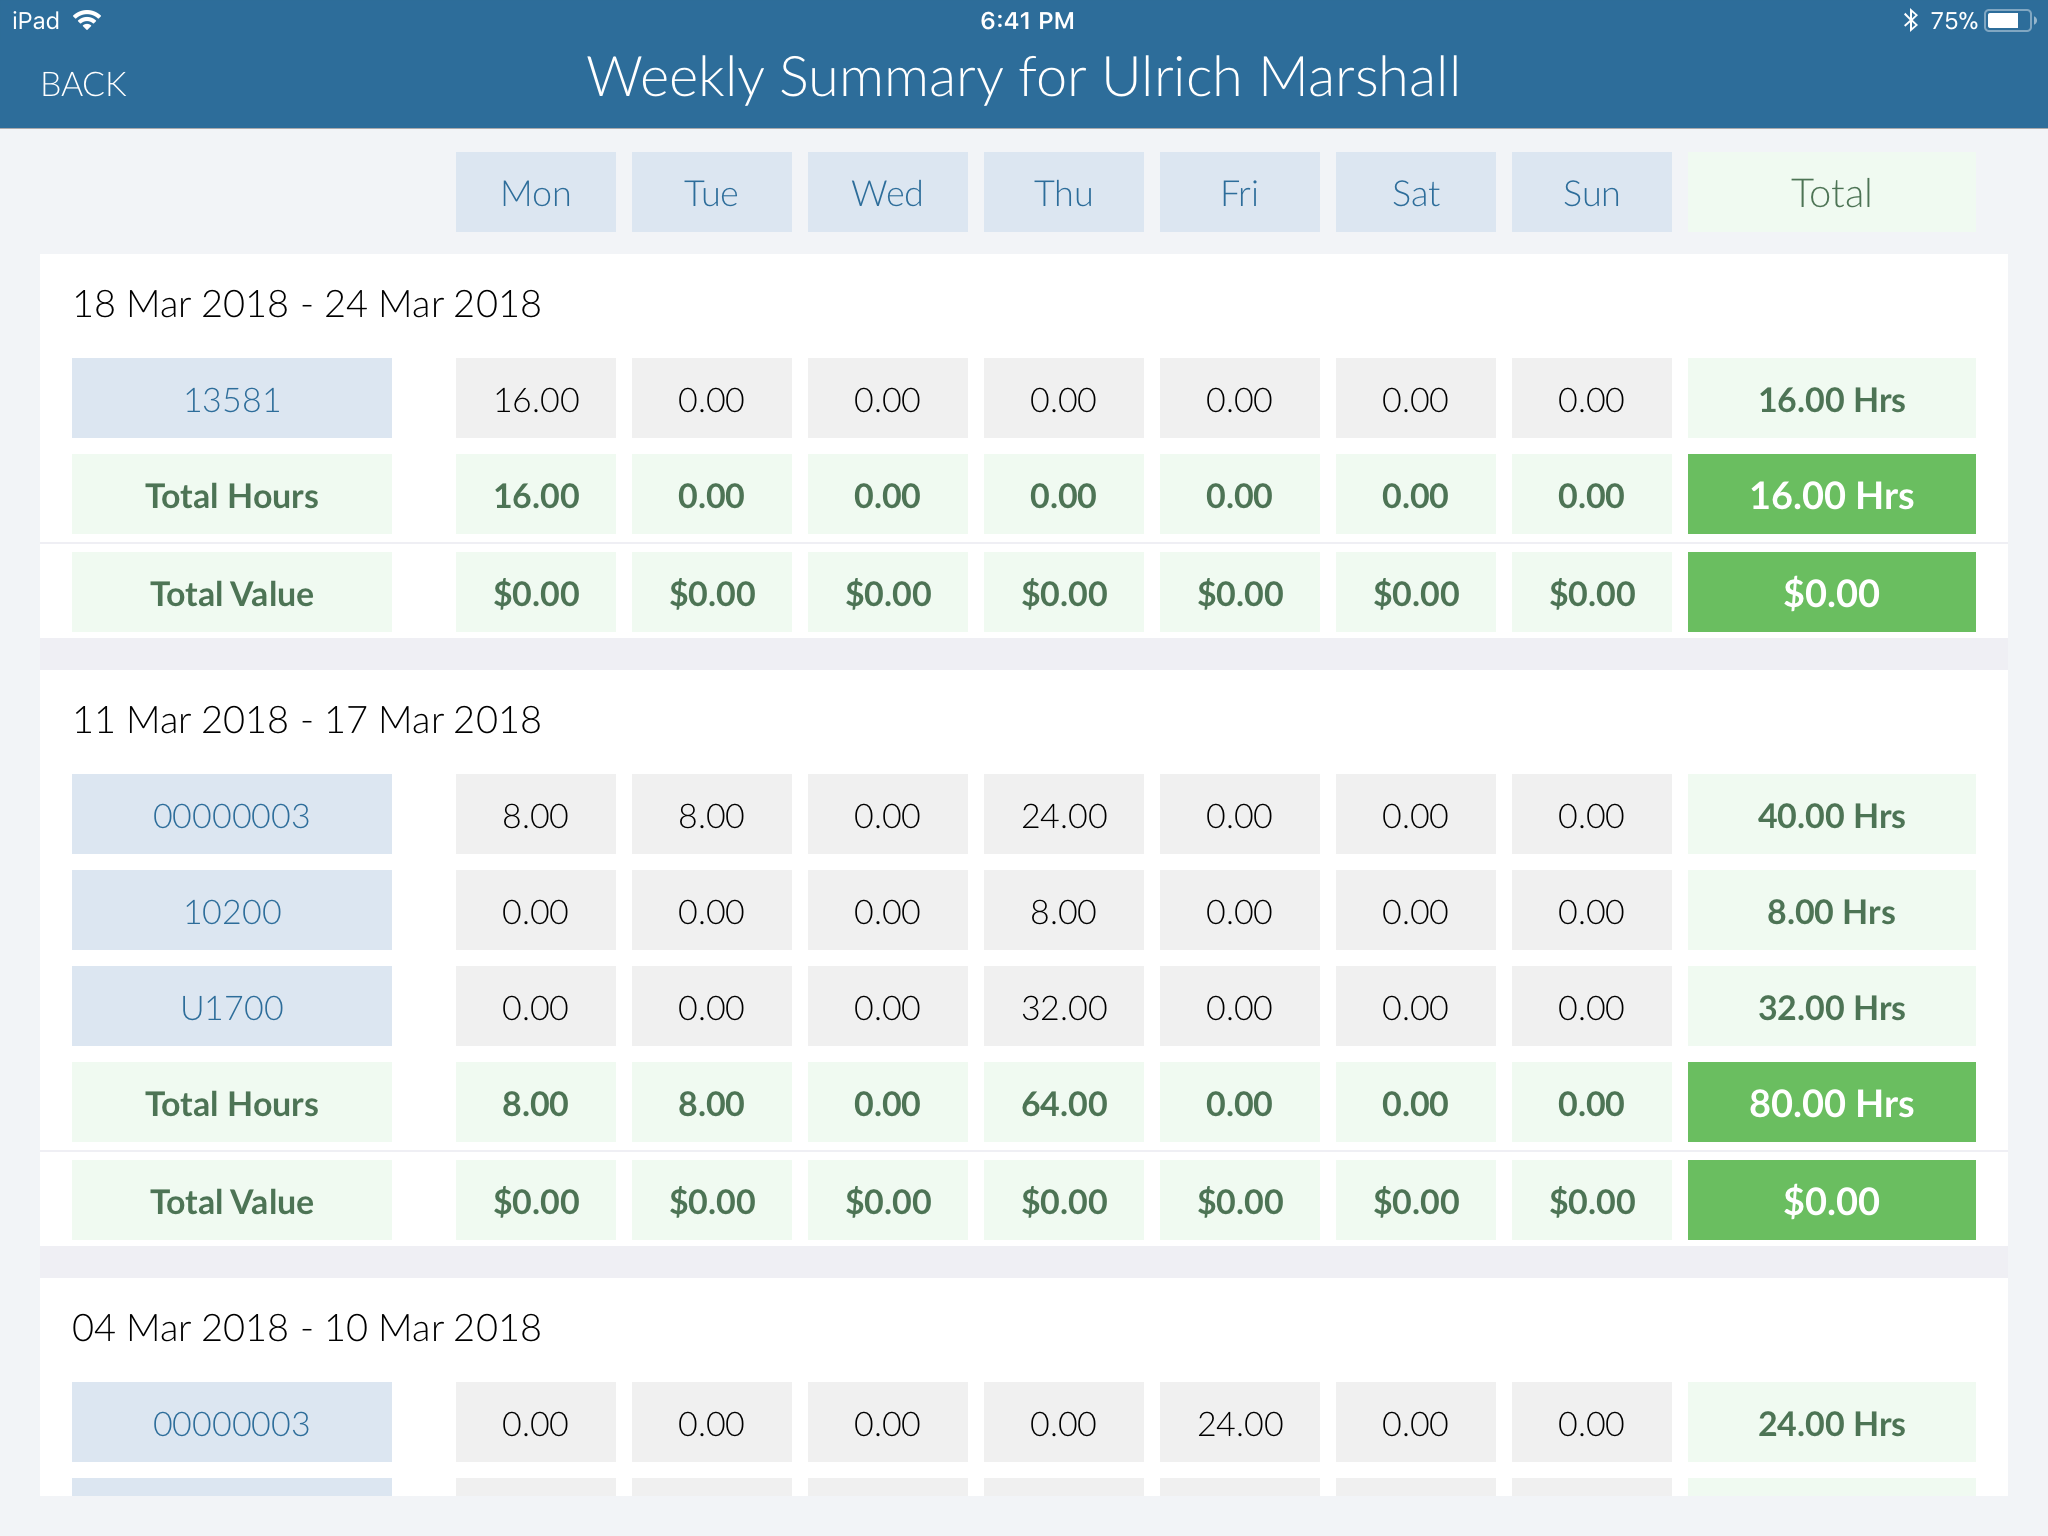 iPad 6:41 PM 75%
BACK Weekly Summary for Ulrich Marshall
Mon Tue Wed Thu Fri Sat Sun Total
18 Mar 2018 - 24 Mar 2018
13581 16.00 0.00 0.00 0.00 0.00 0.00 0.00 16.00 Hrs
Total Hours 16.00 0.00 0.00 0.00 0.00 0.00 0.00 16.00 Hrs
Total Value $0.00 $0.00 $0.00 $0.00 $0.00 $0.00 $0.00 $0.00
11 Mar 2018 - 17 Mar 2018
00000003 8.00 8.00 0.00 24.00 0.00 0.00 0.00 40.00 Hrs
10200 0.00 0.00 0.00 8.00 0.00 0.00 0.00 8.00 Hrs
U1700 0.00 0.00 0.00 32.00 0.00 0.00 0.00 32.00 Hrs
Total Hours 8.00 8.00 0.00 64.00 0.00 0.00 0.00 80.00 Hrs
Total Value $0.00 $0.00 $0.00 $0.00 $0.00 $0.00 $0.00 $0.00
04 Mar 2018 - 10 Mar 2018
00000003 0.00 0.00 0.00 0.00 24.00 0.00 0.00 24.00 Hrs